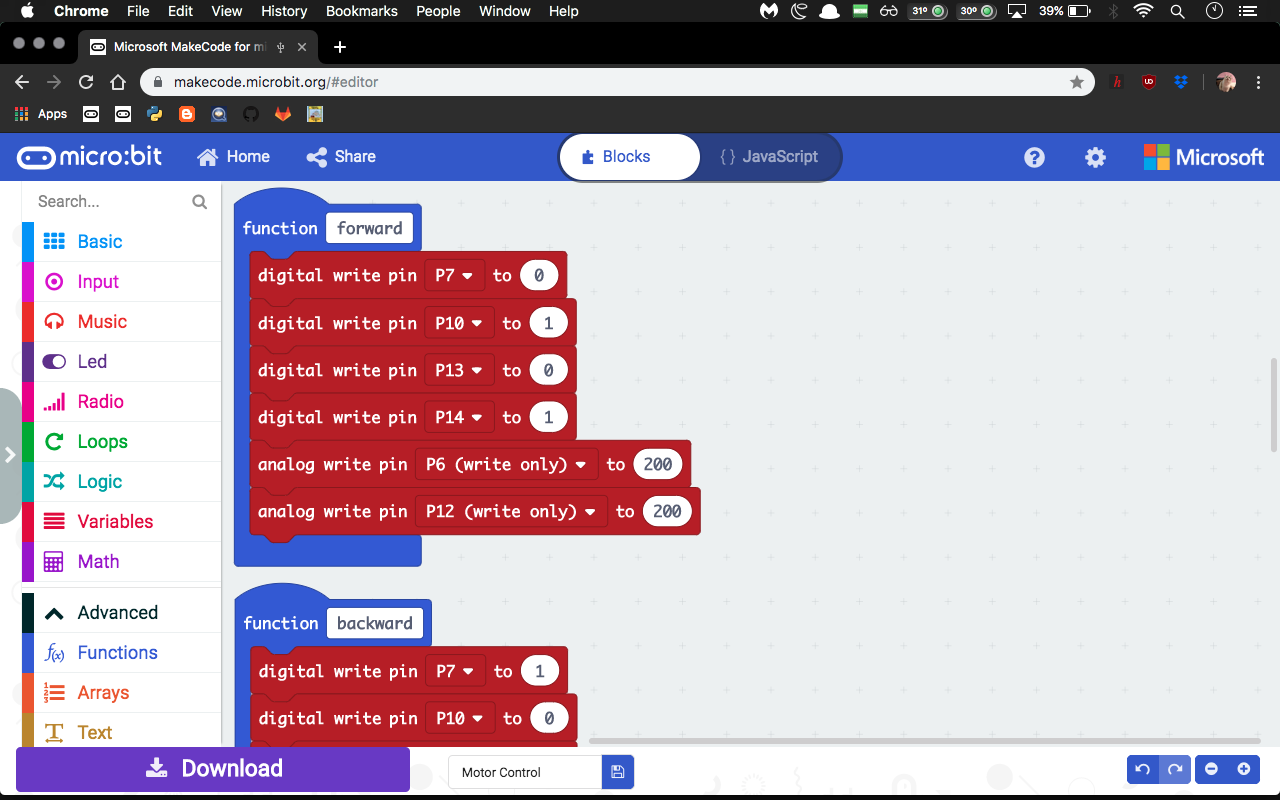 Chrome File Edit View History Bookmarks People Window Help 31° 30° 39%
Microsoft MakeCode for mi
makecode.microbit.org/#editor
Apps
micro:bit Home Share Blocks {} JavaScript Microsoft
Search...
Basic
Input
Music
Led
Radio
Loops
Logic
Variables
Math
Advanced
f(x) Functions
Arrays
Text
function forward
digital write pin P7 to 0
digital write pin P10 to 1
digital write pin P13 to 0
digital write pin P14 to 1
analog write pin P6 (write only) to 200
analog write pin P12 (write only) to 200
function backward
digital write pin P7 to 1
digital write pin P10 to 0
Download Motor Control